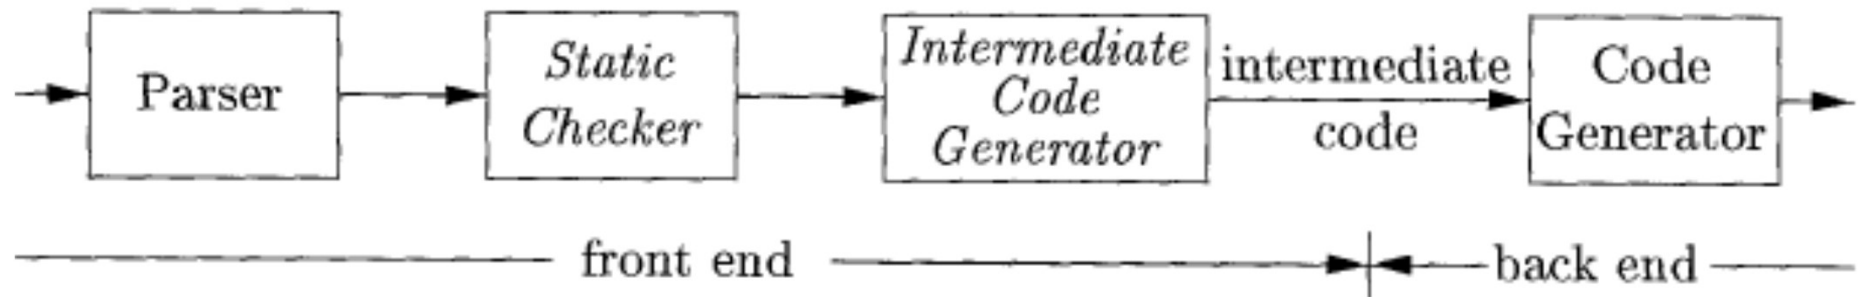 Parser
Static
Checker
Intermediate
Code
Generator
intermediate
code
Code
Generator
front end
back end